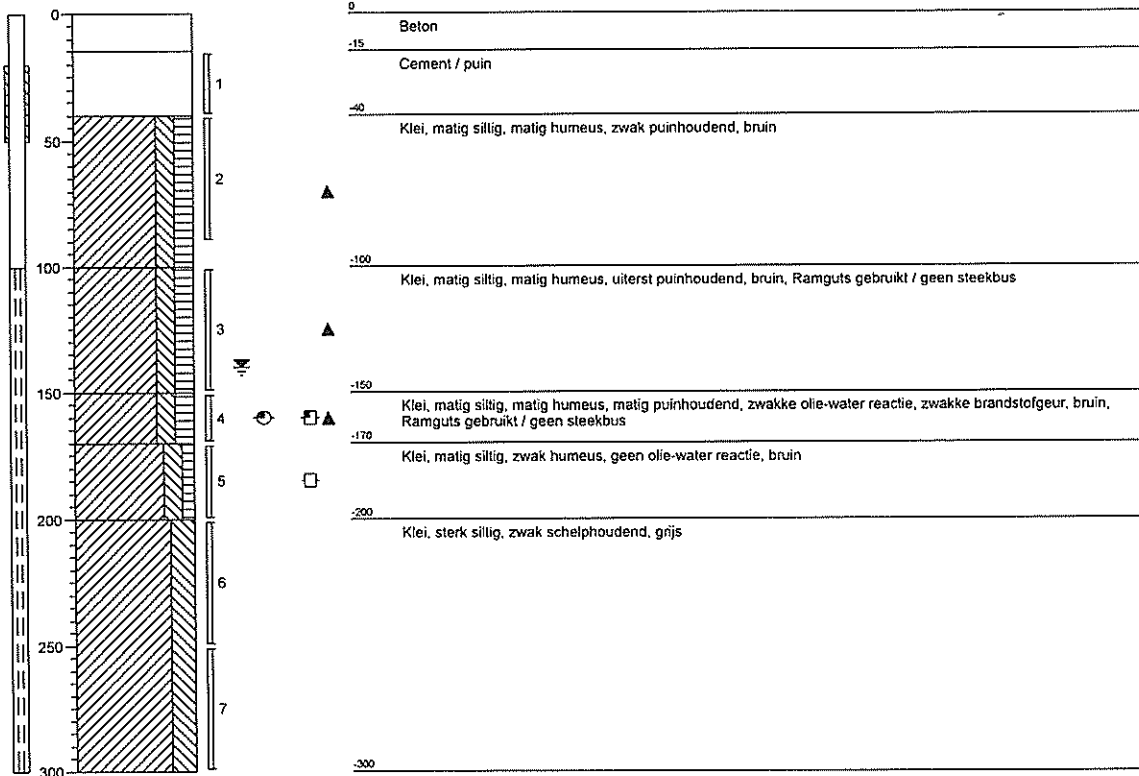 0
50
100
150
200
250
300
1
2
3
4
5
6
7
0
Beton
-15
Cement / puin
-40
Klei, matig siltig, matig humeus, zwak puinhoudend, bruin
-100
Klei, matig siltig, matig humeus, uiterst puinhoudend, bruin, Ramguts gebruikt / geen steekbus
-150
Klei, matig siltig, matig humeus, matig puinhoudend, zwakke olie-water reactie, zwakke brandstofgeur, bruin,
Ramguts gebruikt / geen steekbus
-170
Klei, matig siltig, zwak humeus, geen olie-water reactie, bruin
-200
Klei, sterk siltig, zwak schelphoudend, grijs
-300